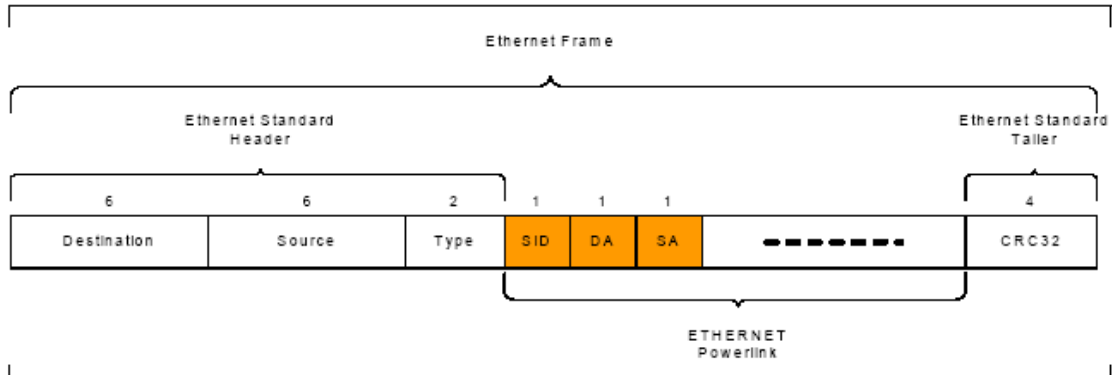 Ethernet Frame
Ethernet Standard Header
Ethernet Standard Taller
6 6 2 1 1 1 4
Destination Source Type SID DA SA CRC32
ETHERNET
Powerlink